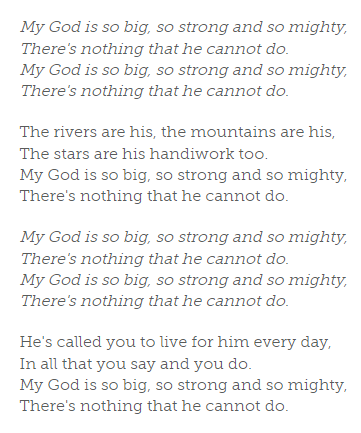 My God is so big, so strong and so mighty,
There's nothing that he cannot do.
My God is so big, so strong and so mighty,
There's nothing that he cannot do.

The rivers are his, the mountains are his,
The stars are his handiwork too.
My God is so big, so strong and so mighty,
There's nothing that he cannot do.

My God is so big, so strong and so mighty,
There's nothing that he cannot do.
My God is so big, so strong and so mighty,
There's nothing that he cannot do.

He's called you to live for him every day,
In all that you say and you do.
My God is so big, so strong and so mighty,
There's nothing that he cannot do.